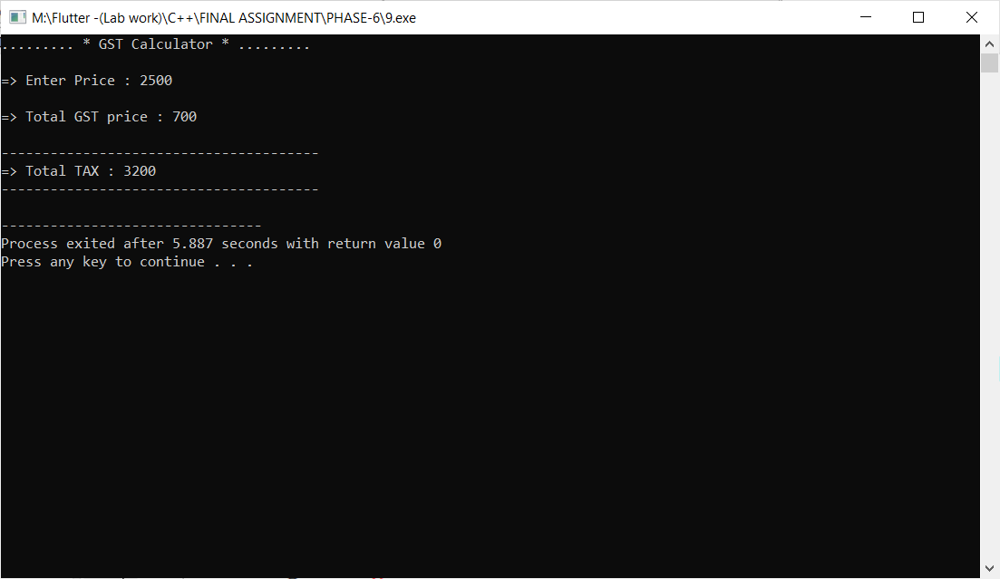 M:\Flutter -(Lab work)\C++\FINAL ASSIGNMENT\PHASE-6\9.exe
......... * GST Calculator * .........
=> Enter Price : 2500
=> Total GST price : 700
---------------------------------------
=> Total TAX : 3200
---------------------------------------
--------------------------------
Process exited after 5.887 seconds with return value 0
Press any key to continue . . .